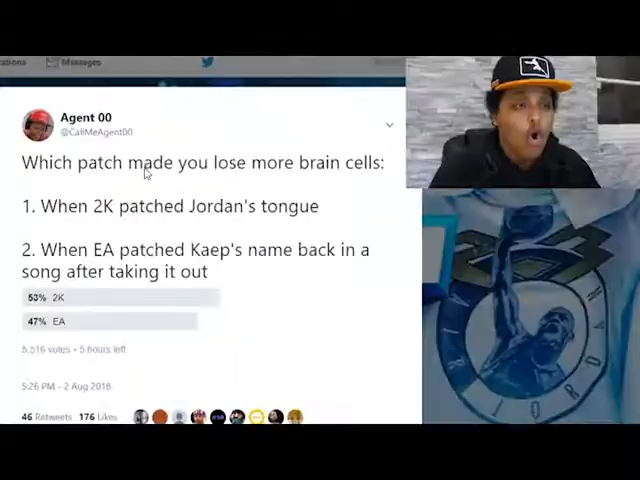 Messages
Agent 00
@CallMeAgent00
Which patch made you lose more brain cells:
1. When 2K patched Jordan's tongue
2. When EA patched Kaep's name back in a
song after taking it out
53% 2K
47% EA
5,516 votes • 5 hours left
5:26 PM - 2 Aug 2018
46 Retweets 176 Likes
JORDAN